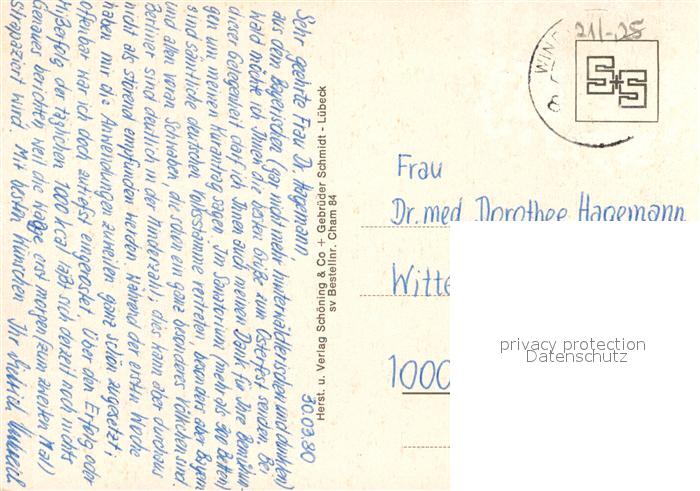 30.03.80
Sehr geehrte Frau Dr. Hagemann,
aus dem Bayerischen (gar noch mehr hinterwäldlerischen und dunklen)
Wald möchte ich Ihnen die besten Grüße zum Osterfest senden. Bei
dieser Gelegenheit darf ich Ihnen auch meinen Dank für Ihre Bemühun-
gen um meinen Kurantrag sagen. Im Sanatorium (mehr als 200 Betten)
sind sämtliche deutschen Volksstämme vertreten, besonders aber Bayern
und allen voran Schwaben, die schon ein ganz besonderes Völkchen sind.
Berliner sind deutlich in der Minderzahl, dies kann aber durchaus
nicht als störend empfunden werden. Während der ersten Woche
haben mir die Anwendungen zuweilen ganz schön zugesetzt;
offenbar war ich doch zutiefst eingerostet. Über den Erfolg oder
Mißerfolg der täglichen 1000 kcal läßt sich derzeit noch nichts
Genaues berichten, weil die Waage erst morgen (zum zweiten Mal)
strapaziert wird. Mit besten Wünschen Ihr
Herst. u. Verlag Schöning & Co + Gebrüder Schmidt - Lübeck
sv Bestellnr. Cham 84
21/-25
WIN
8
S+S
Frau
Dr. med. Dorothee Hagemann
Witte
1000
privacy protection
Datenschutz